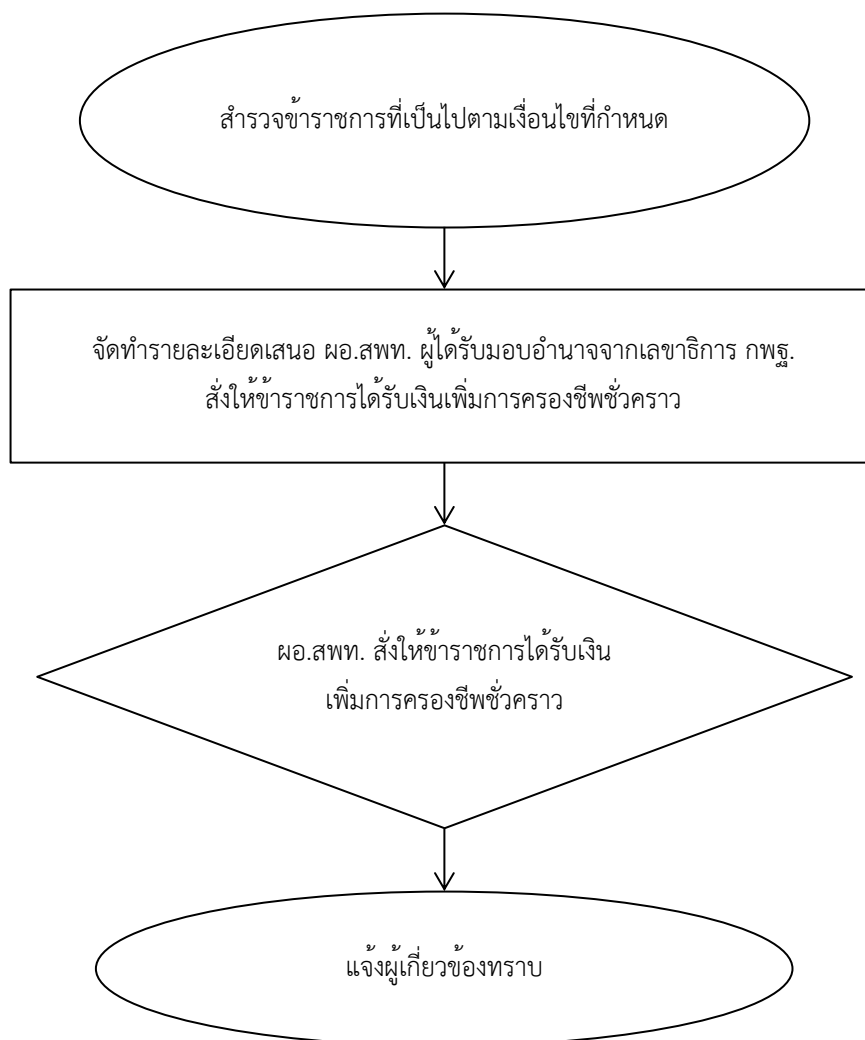 สำรวจข้าราชการที่เป็นไปตามเงื่อนไขที่กำหนด
จัดทำรายละเอียดเสนอ ผอ.สพท. ผู้ได้รับมอบอำนาจจากเลขาธิการ กพฐ.
สั่งให้ข้าราชการได้รับเงินเพิ่มการครองชีพชั่วคราว
ผอ.สพท. สั่งให้ข้าราชการได้รับเงิน
เพิ่มการครองชีพชั่วคราว
แจ้งผู้เกี่ยวข้องทราบ